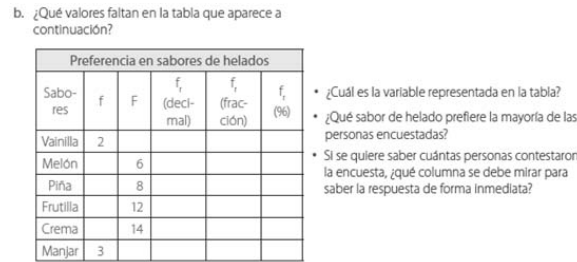 b. ¿Qué valores faltan en la tabla que aparece a
continuación?
Preferencia en sabores de helados
Sabo-
res
f
F
fr
(deci-
mal)
fr
(frac-
ción)
fr
(%)
Vainilla 2
Melón 6
Piña 8
Frutilla 12
Crema 14
Manjar 3
• ¿Cuál es la variable representada en la tabla?
• ¿Qué sabor de helado prefiere la mayoría de las
personas encuestadas?
• Si se quiere saber cuántas personas contestaron
la encuesta, ¿qué columna se debe mirar para
saber la respuesta de forma inmediata?